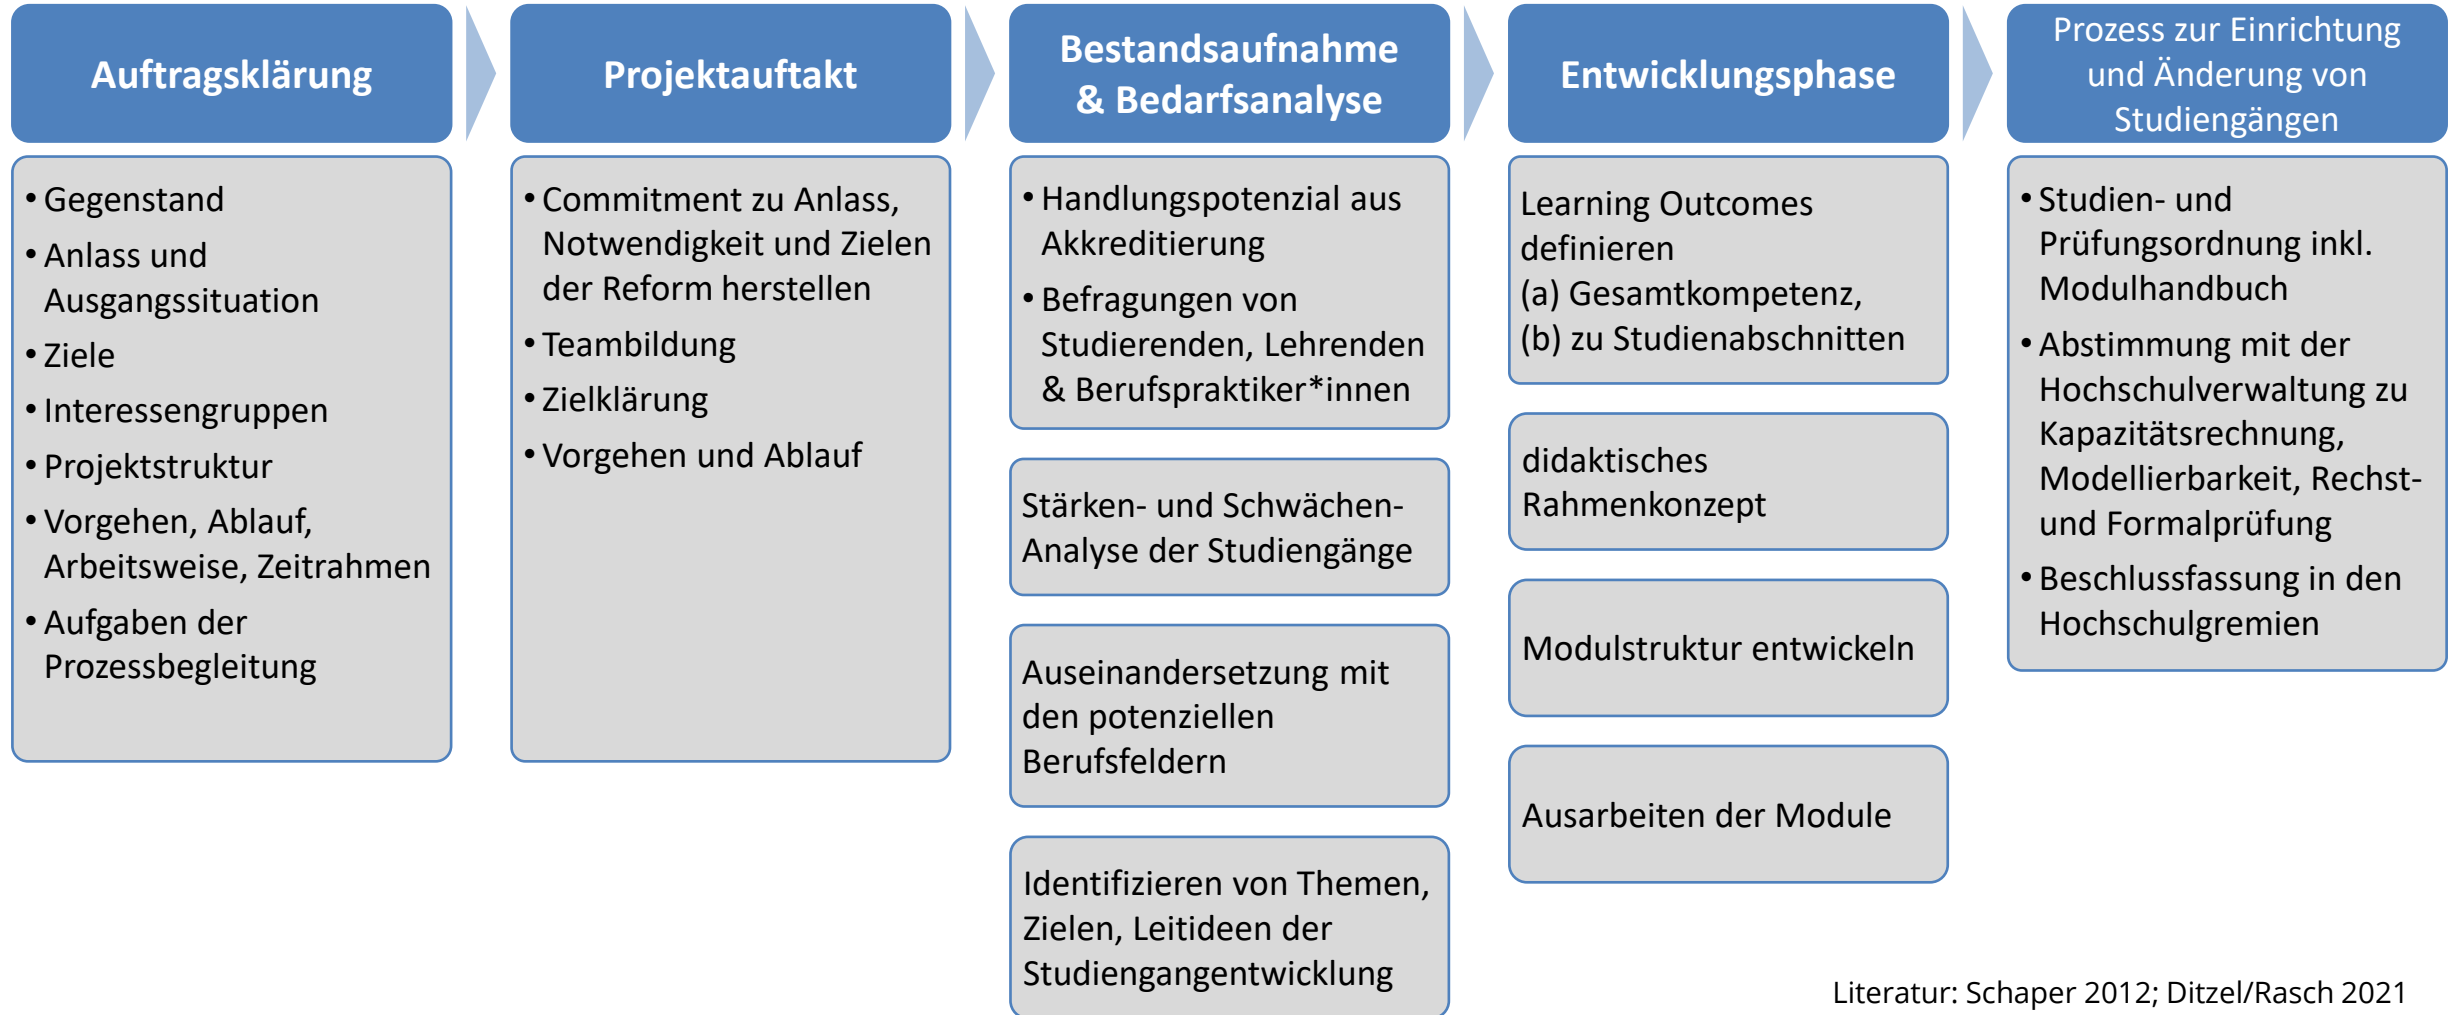 Auftragsklärung
• Gegenstand
• Anlass und
Ausgangssituation
• Ziele
• Interessengruppen
• Projektstruktur
• Vorgehen, Ablauf,
Arbeitsweise, Zeitrahmen
• Aufgaben der
Prozessbegleitung
Projektauftakt
• Commitment zu Anlass,
Notwendigkeit und Zielen
der Reform herstellen
• Teambildung
• Zielklärung
• Vorgehen und Ablauf
Bestandsaufnahme
& Bedarfsanalyse
• Handlungspotenzial aus
Akkreditierung
• Befragungen von
Studierenden, Lehrenden
& Berufspraktiker*innen
Stärken- und Schwächen-
Analyse der Studiengänge
Auseinandersetzung mit
den potenziellen
Berufsfeldern
Identifizieren von Themen,
Zielen, Leitideen der
Studiengangentwicklung
Entwicklungsphase
Learning Outcomes
definieren
(a) Gesamtkompetenz,
(b) zu Studienabschnitten
didaktisches
Rahmenkonzept
Modulstruktur entwickeln
Ausarbeiten der Module
Prozess zur Einrichtung
und Änderung von
Studiengängen
• Studien- und
Prüfungsordnung inkl.
Modulhandbuch
• Abstimmung mit der
Hochschulverwaltung zu
Kapazitätsrechnung,
Modellierbarkeit, Rechst-
und Formalprüfung
• Beschlussfassung in den
Hochschulgremien
Literatur: Schaper 2012; Ditzel/Rasch 2021